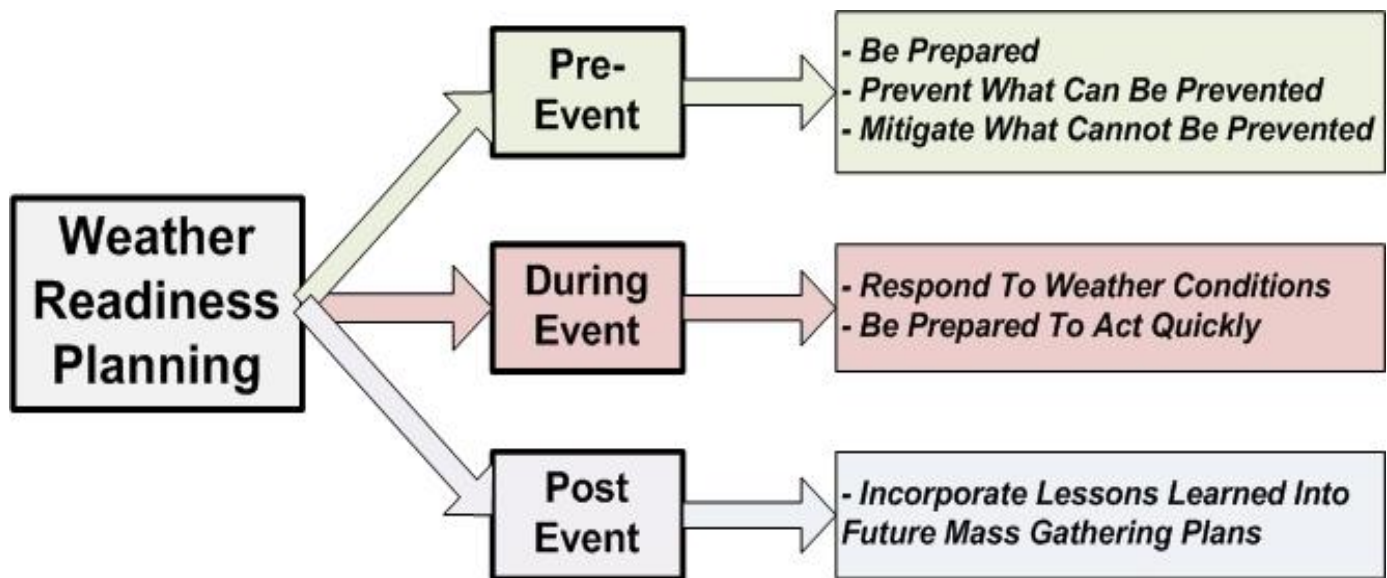 Weather
Readiness
Planning
Pre-
Event
- Be Prepared
- Prevent What Can Be Prevented
- Mitigate What Cannot Be Prevented
During
Event
- Respond To Weather Conditions
- Be Prepared To Act Quickly
Post
Event
- Incorporate Lessons Learned Into
Future Mass Gathering Plans